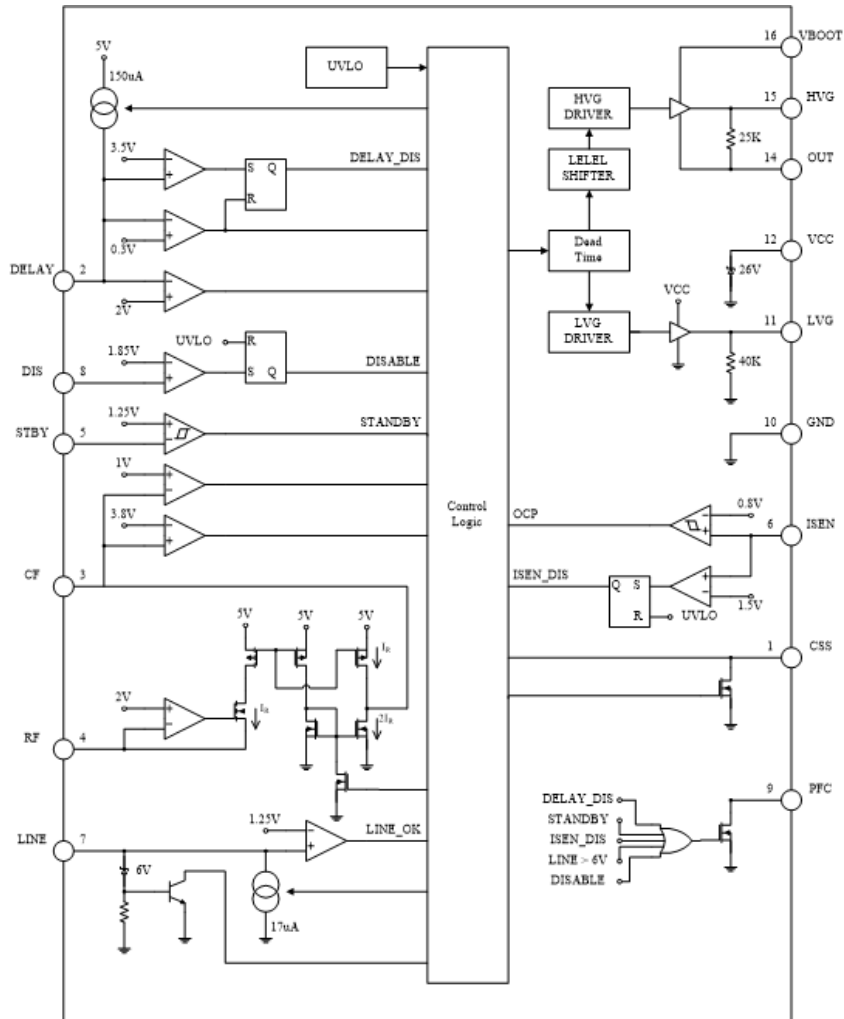 5V
150uA
UVLO
16
VBOOT
HVG
DRIVER
15
HVG
25K
3.5V
S
Q
R
DELAY_DIS
LELEL
SHIFTER
14
OUT
0.3V
DELAY
2
Dead
Time
12
VCC
26V
2V
VCC
UVLO
R
S
Q
DISABLE
LVG
DRIVER
11
LVG
40K
1.85V
DIS
8
1.25V
STANDBY
STBY
5
10
GND
1V
3.8V
Control
Logic
OCP
0.8V
6
ISEN
CF
3
ISEN_DIS
Q
S
R
UVLO
1.5V
5V
5V
5V
IR
1
CSS
2V
IR
2IR
RF
4
9
PFC
DELAY_DIS
STANDBY
ISEN_DIS
LINE > 6V
DISABLE
1.25V
LINE_OK
LINE
7
6V
17uA